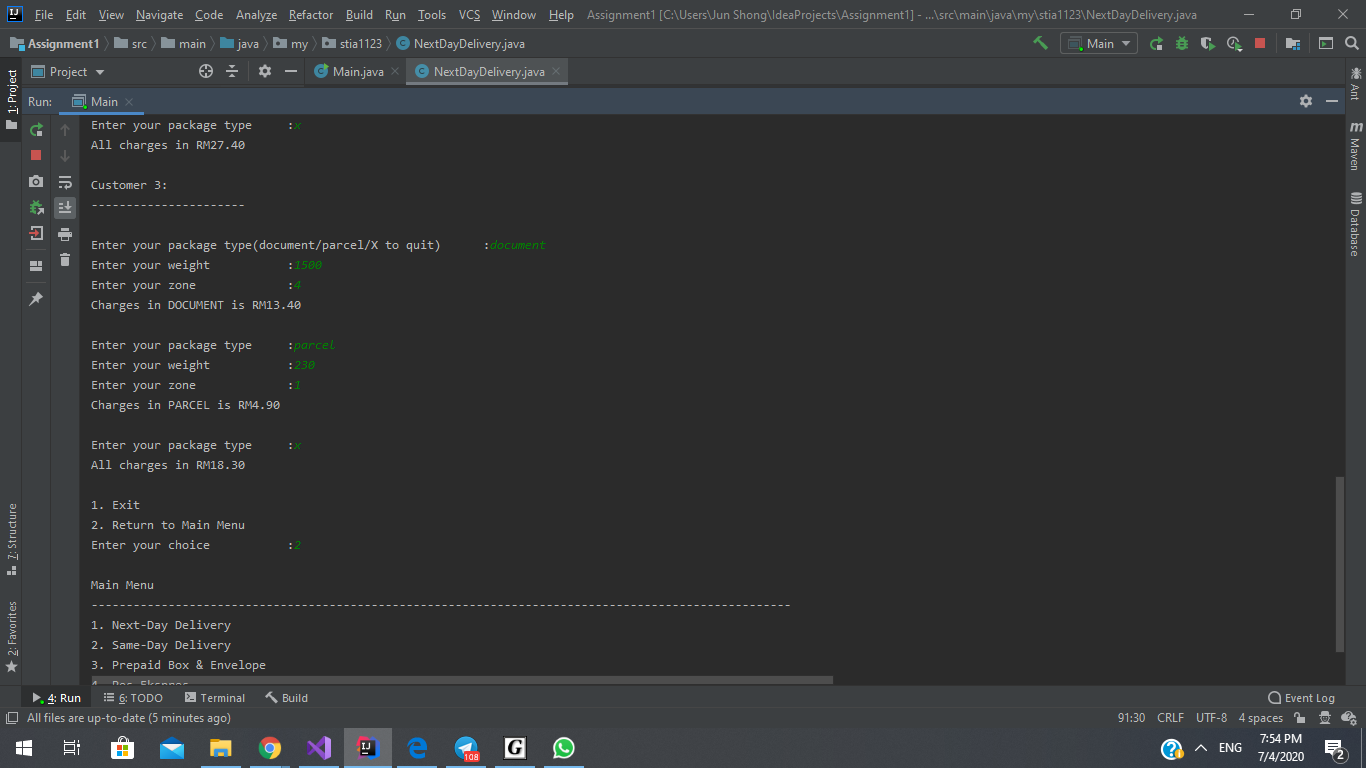 File Edit View Navigate Code Analyze Refactor Build Run Tools VCS Window Help Assignment1 [C:\Users\Jun Shong\IdeaProjects\Assignment1] - ...\src\main\java\my\stia1123\NextDayDelivery.java
Assignment1 src main java my stia1123 NextDayDelivery.java Main
1: Project Project Main.java NextDayDelivery.java Ant
Run: Main
Enter your package type :x
All charges in RM27.40
Customer 3:
----------------------
Enter your package type(document/parcel/X to quit) :document
Enter your weight :1500
Enter your zone :4
Charges in DOCUMENT is RM13.40
Enter your package type :parcel
Enter your weight :230
Enter your zone :1
Charges in PARCEL is RM4.90
Enter your package type :x
All charges in RM18.30
1. Exit
2. Return to Main Menu
Enter your choice :2
Main Menu
----------------------------------------------------------------------------------------------------
1. Next-Day Delivery
2. Same-Day Delivery
3. Prepaid Box & Envelope
4. Pos Ekspres
m Maven
Database
7: Structure
2: Favorites
4: Run 6: TODO Terminal Build Event Log
All files are up-to-date (5 minutes ago) 91:30 CRLF UTF-8 4 spaces
108 G ENG 7:54 PM
7/4/2020 2